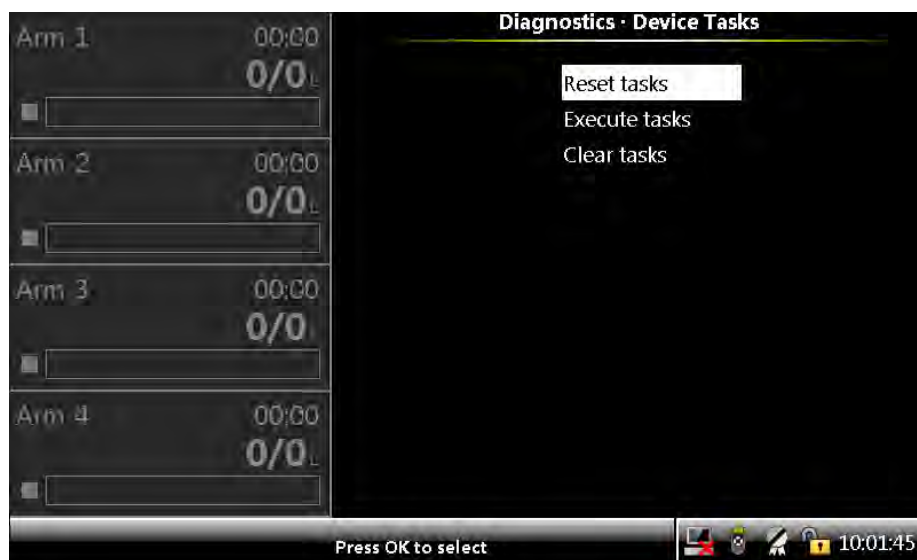 Arm 1 00:00
0/0 L
Arm 2 00:00
0/0 L
Arm 3 00:00
0/0 L
Arm 4 00:00
0/0 L
Diagnostics · Device Tasks
Reset tasks
Execute tasks
Clear tasks
Press OK to select
10:01:45